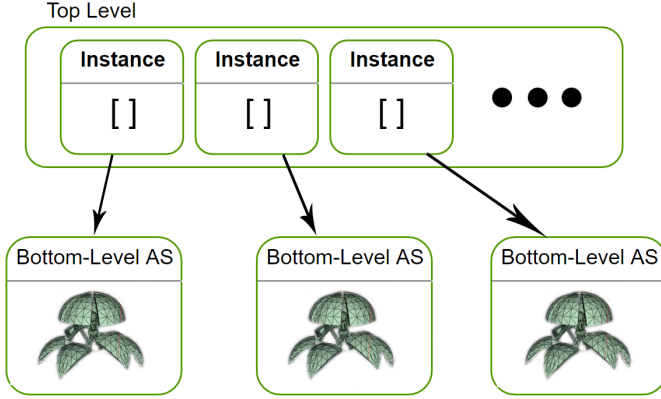 Top Level
Instance Instance Instance
[ ] [ ] [ ]
Bottom-Level AS Bottom-Level AS Bottom-Level AS